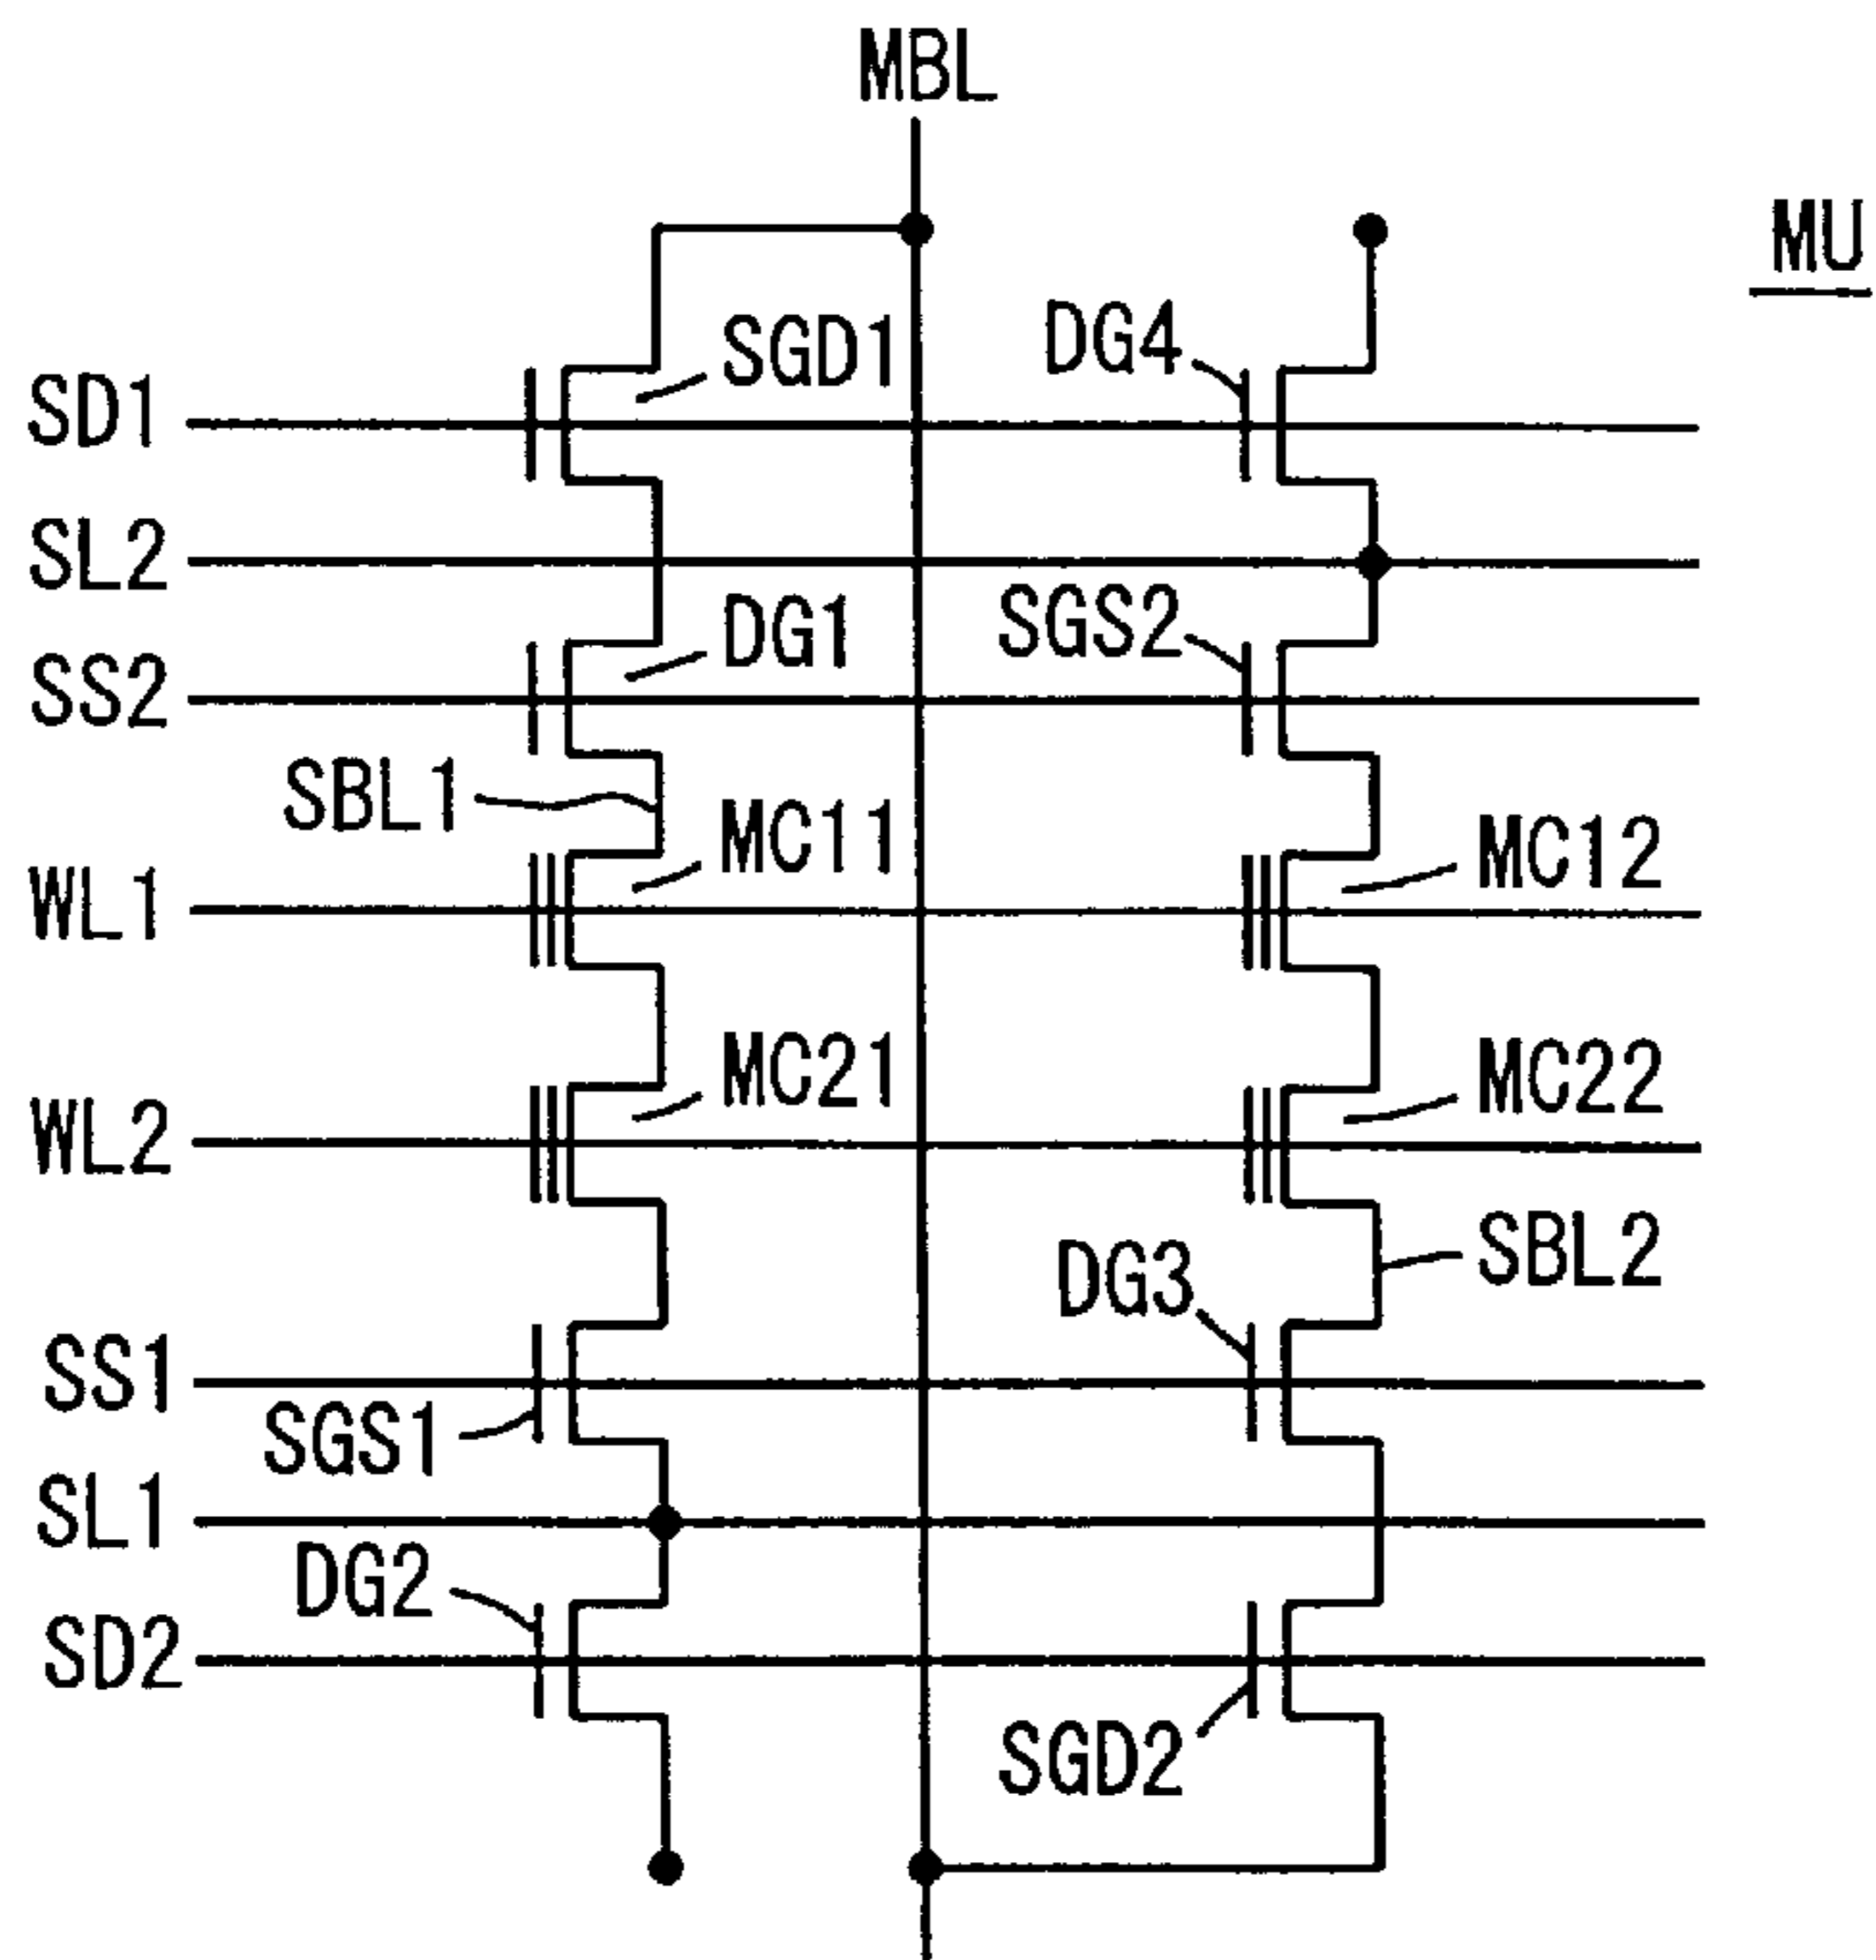 MBL
MU
SGD1
DG4
SD1
SL2
DG1
SGS2
SS2
SBL1
MC11
MC12
WL1
MC21
MC22
WL2
SBL2
DG3
SS1
SGS1
SL1
DG2
SD2
SGD2